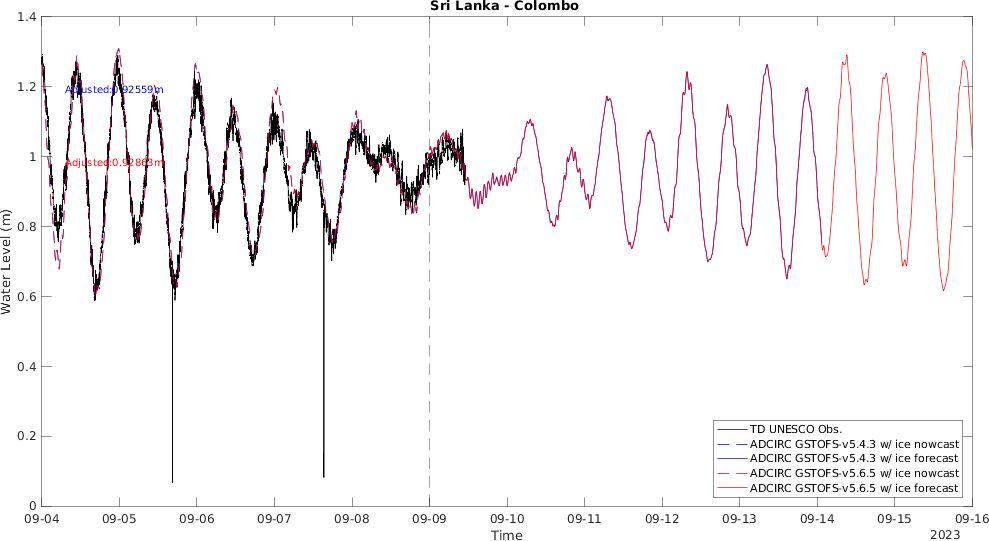 Sri Lanka - Colombo
1.4
1.2
1
0.8
0.6
0.4
0.2
0
Water Level (m)
Adjusted:0.92559m
Adjusted:0.92863m
TD UNESCO Obs.
ADCIRC GSTOFS-v5.4.3 w/ ice nowcast
ADCIRC GSTOFS-v5.4.3 w/ ice forecast
ADCIRC GSTOFS-v5.6.5 w/ ice nowcast
ADCIRC GSTOFS-v5.6.5 w/ ice forecast
09-04 09-05 09-06 09-07 09-08 09-09 09-10 09-11 09-12 09-13 09-14 09-15 09-16
Time
2023